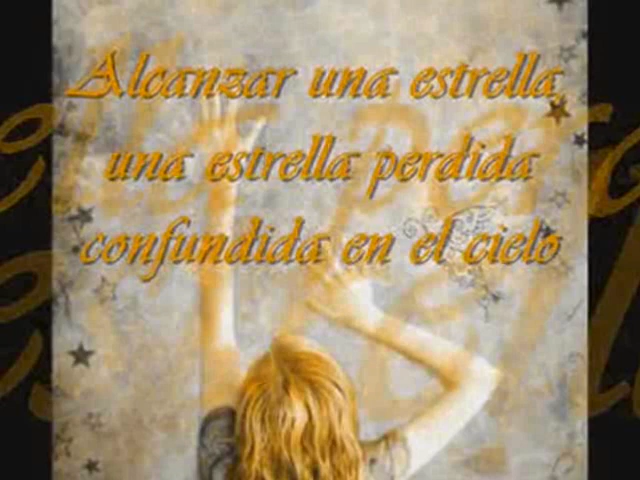 Alcanzar una estrella
una estrella perdida
confundida en el cielo